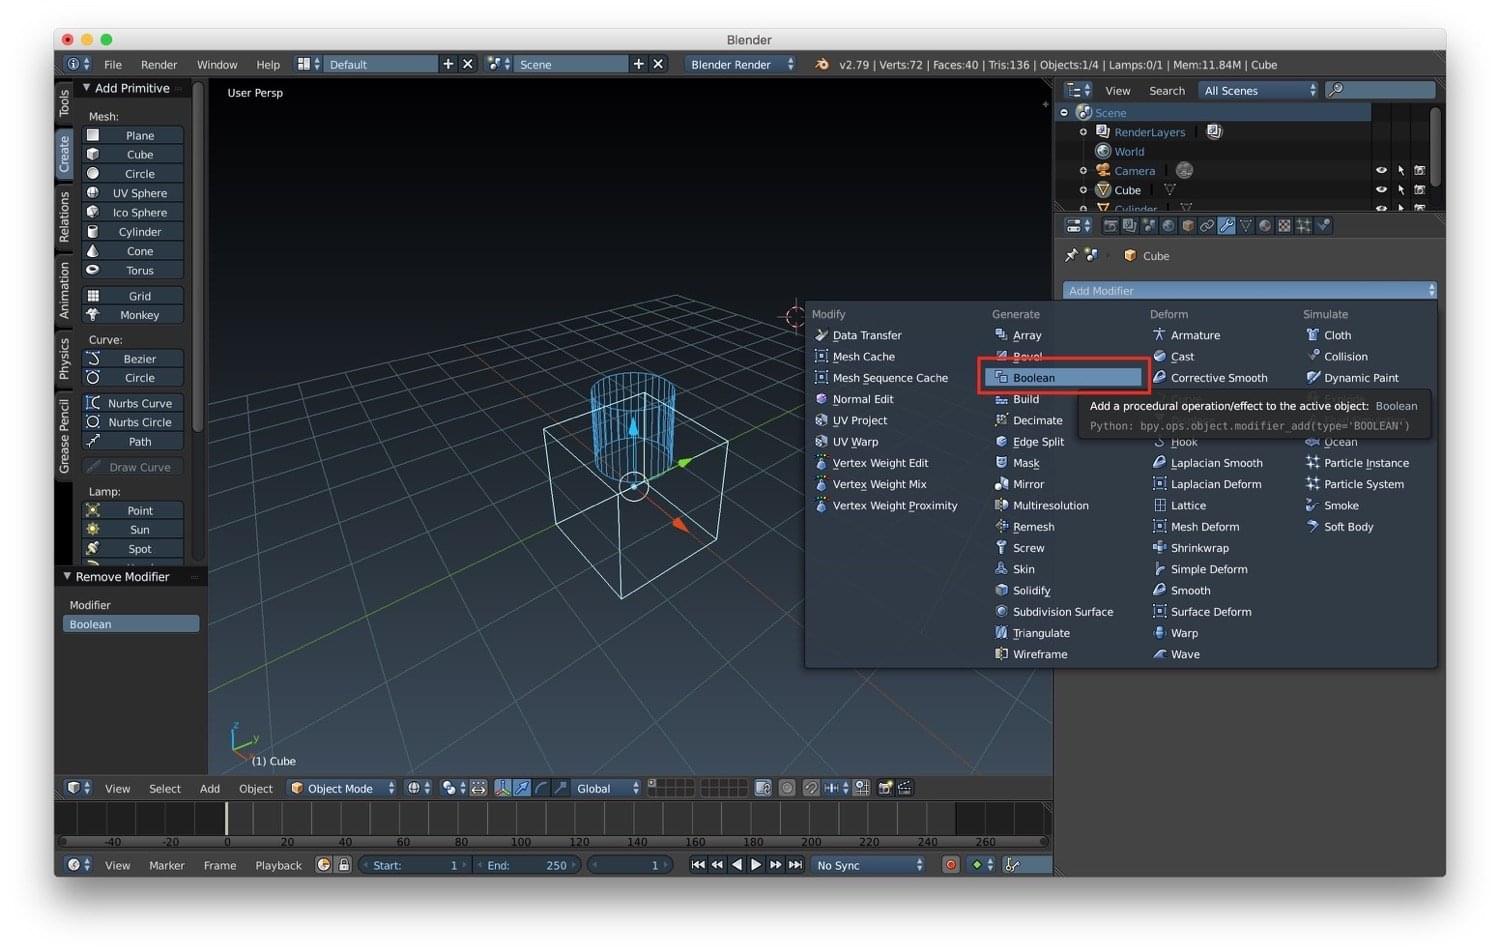 Blender
File Render Window Help Default Scene Blender Render v2.79 | Verts:72 | Faces:40 | Tris:136 | Objects:1/4 | Lamps:0/1 | Mem:11.84M | Cube
Tools
Create
Relations
Animation
Physics
Grease Pencil
Add Primitive
Mesh:
Plane
Cube
Circle
UV Sphere
Ico Sphere
Cylinder
Cone
Torus
Grid
Monkey
Curve:
Bezier
Circle
Nurbs Curve
Nurbs Circle
Path
Draw Curve
Lamp:
Point
Sun
Spot
Remove Modifier
Modifier
Boolean
User Persp
z
y
(1) Cube
View Search All Scenes
Scene
RenderLayers
World
Camera
Cube
Cylinder
Cube
Add Modifier
Modify
Data Transfer
Mesh Cache
Mesh Sequence Cache
Normal Edit
UV Project
UV Warp
Vertex Weight Edit
Vertex Weight Mix
Vertex Weight Proximity
Generate
Array
Bevel
Boolean
Build
Decimate
Edge Split
Mask
Mirror
Multiresolution
Remesh
Screw
Skin
Solidify
Subdivision Surface
Triangulate
Wireframe
Deform
Armature
Cast
Corrective Smooth
Hook
Laplacian Smooth
Laplacian Deform
Lattice
Mesh Deform
Shrinkwrap
Simple Deform
Smooth
Surface Deform
Warp
Wave
Simulate
Cloth
Collision
Dynamic Paint
Ocean
Particle Instance
Particle System
Smoke
Soft Body
Add a procedural operation/effect to the active object: Boolean
Python: bpy.ops.object.modifier_add(type='BOOLEAN')
View Select Add Object Object Mode Global
-40 -20 0 20 40 60 80 100 120 140 160 180 200 220 240 260
View Marker Frame Playback Start: 1 End: 250 1 No Sync